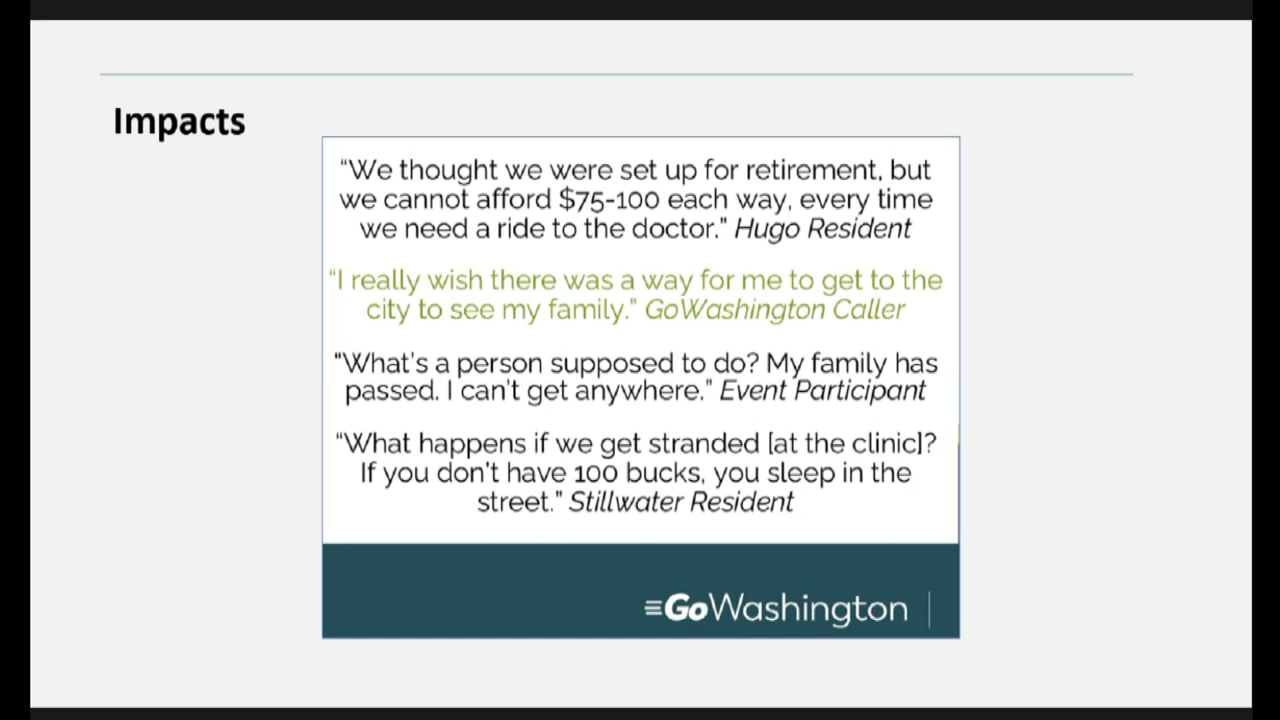 Impacts
“We thought we were set up for retirement, but
we cannot afford $75-100 each way, every time
we need a ride to the doctor.” Hugo Resident
“I really wish there was a way for me to get to the
city to see my family.” GoWashington Caller
“What’s a person supposed to do? My family has
passed. I can’t get anywhere.” Event Participant
“What happens if we get stranded [at the clinic]?
If you don’t have 100 bucks, you sleep in the
street.” Stillwater Resident
GoWashington